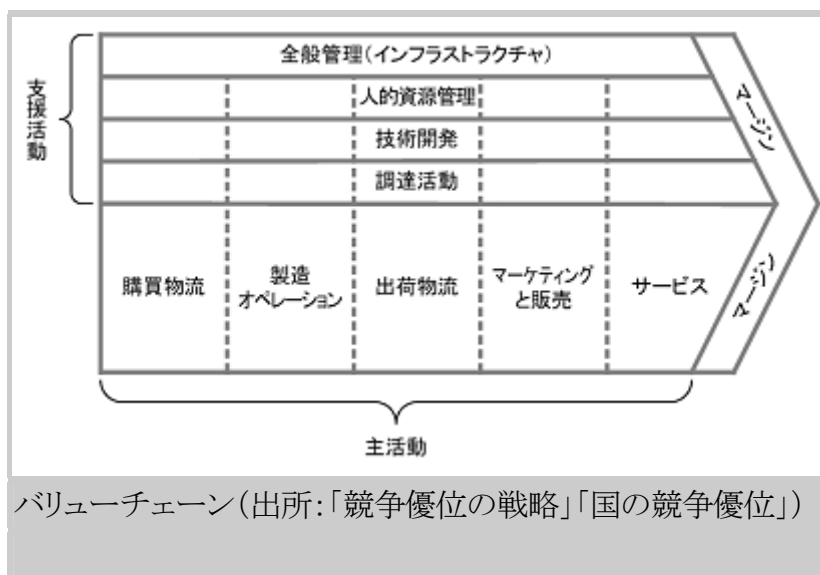 全般管理(インフラストラクチャ)
支援活動
人的資源管理
技術開発
調達活動
マージン
購買物流
製造
オペレーション
出荷物流
マーケティング
と販売
サービス
マージン
主活動
バリューチェーン(出所:「競争優位の戦略」「国の競争優位」)